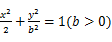 x²/2 + y²/b² = 1(b > 0)